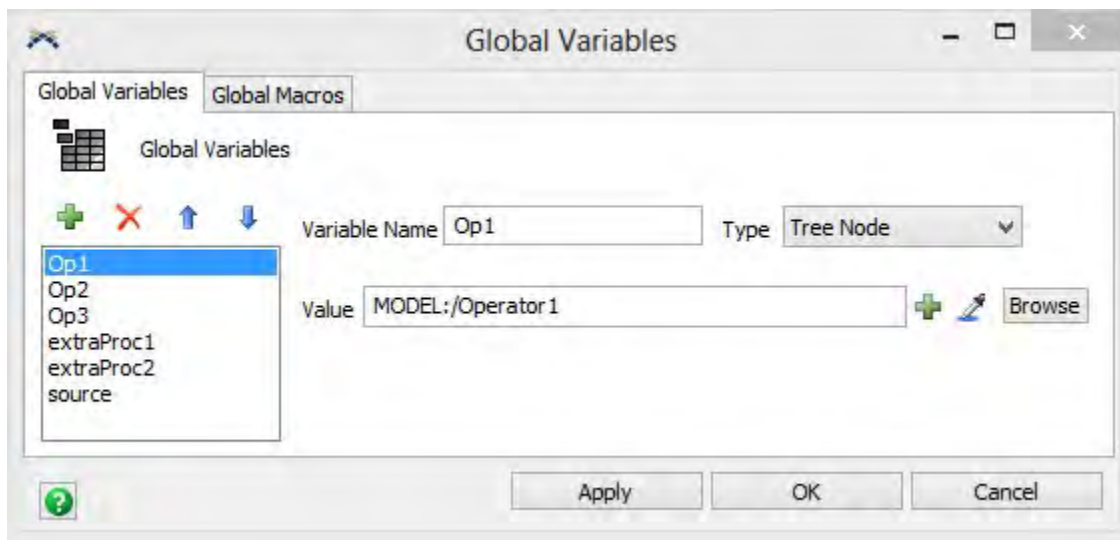 Global Variables
Global Variables Global Macros
Global Variables
Variable Name Op1 Type Tree Node
Op1
Op2
Op3
extraProc1
extraProc2
source
Value MODEL:/Operator1 Browse
Apply OK Cancel